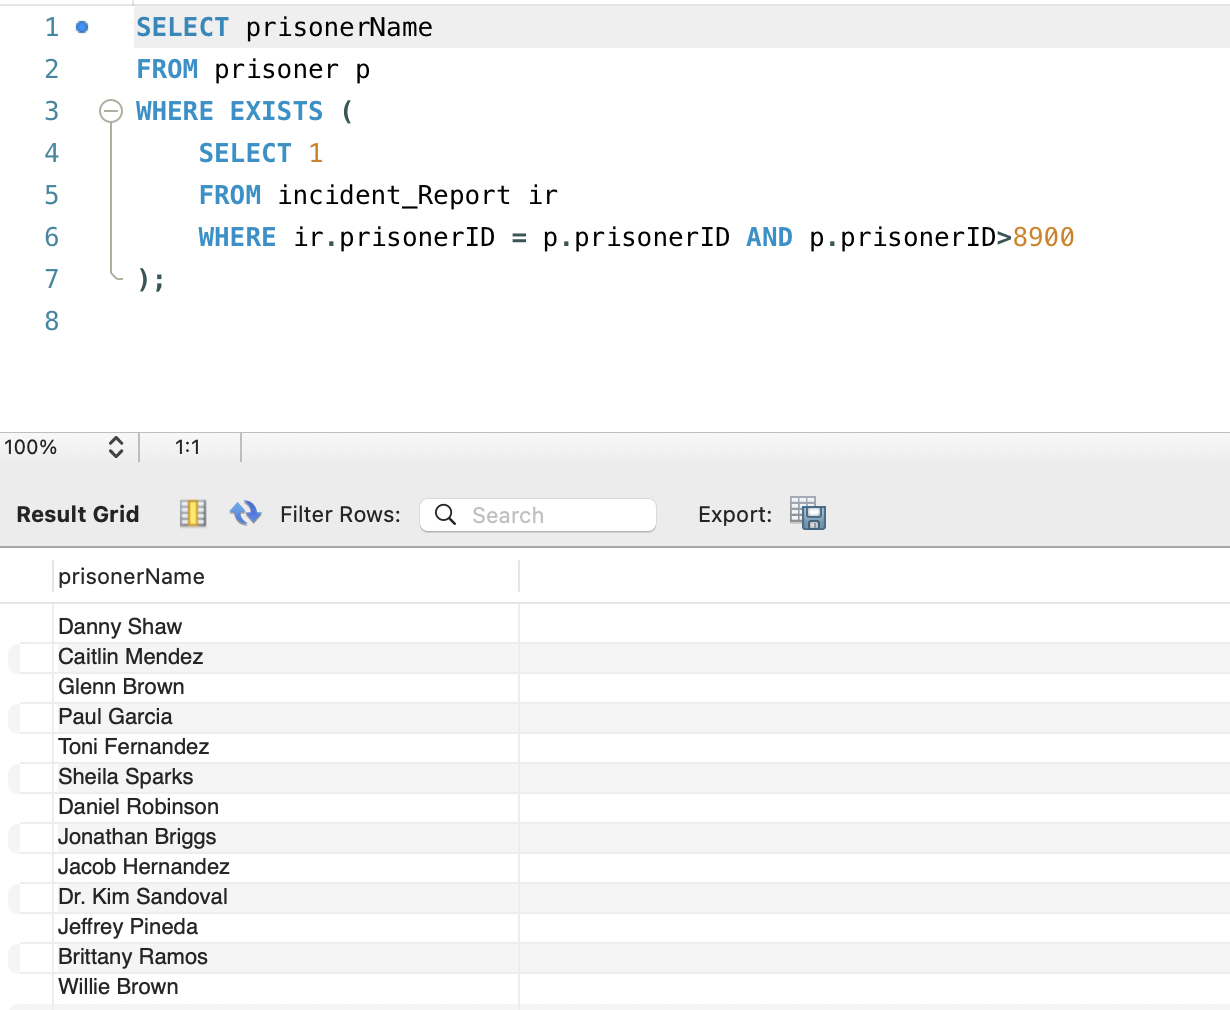 1 SELECT prisonerName
2 FROM prisoner p
3 WHERE EXISTS (
4 SELECT 1
5 FROM incident_Report ir
6 WHERE ir.prisonerID = p.prisonerID AND p.prisonerID>8900
7 );
8
100% 1:1
Result Grid Filter Rows: Search Export:
prisonerName
Danny Shaw
Caitlin Mendez
Glenn Brown
Paul Garcia
Toni Fernandez
Sheila Sparks
Daniel Robinson
Jonathan Briggs
Jacob Hernandez
Dr. Kim Sandoval
Jeffrey Pineda
Brittany Ramos
Willie Brown